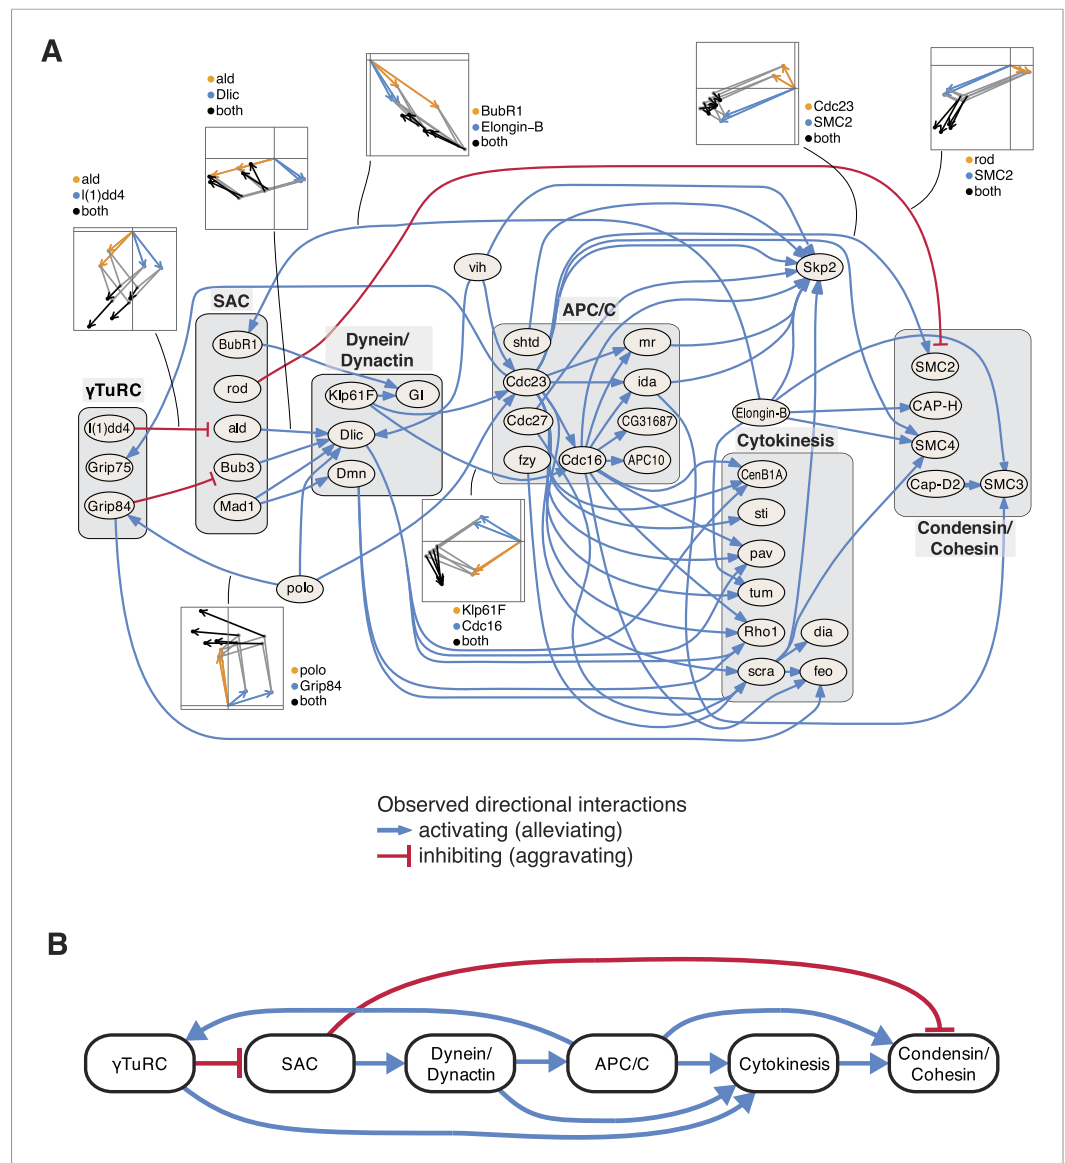 A
ald
Dlic
both
BubR1
Elongin-B
both
Cdc23
SMC2
both
rod
SMC2
both
ald
l(1)dd4
both
vih
Skp2
SAC
APC/C
BubR1
rod
ald
Bub3
Mad1
Dynein/
Dynactin
Klp61F
Gl
Dlic
Dmn
shtd
mr
Cdc23
ida
Cdc27
CG31687
fzy
Cdc16
APC10
γTuRC
l(1)dd4
Grip75
Grip84
SMC2
CAP-H
SMC4
Cap-D2
SMC3
Condensin/
Cohesin
Elongin-B
Cytokinesis
CenB1A
sti
pav
tum
Rho1
dia
scra
feo
polo
Klp61F
Cdc16
both
polo
Grip84
both
Observed directional interactions
activating (alleviating)
inhibiting (aggravating)
B
γTuRC
SAC
Dynein/
Dynactin
APC/C
Cytokinesis
Condensin/
Cohesin